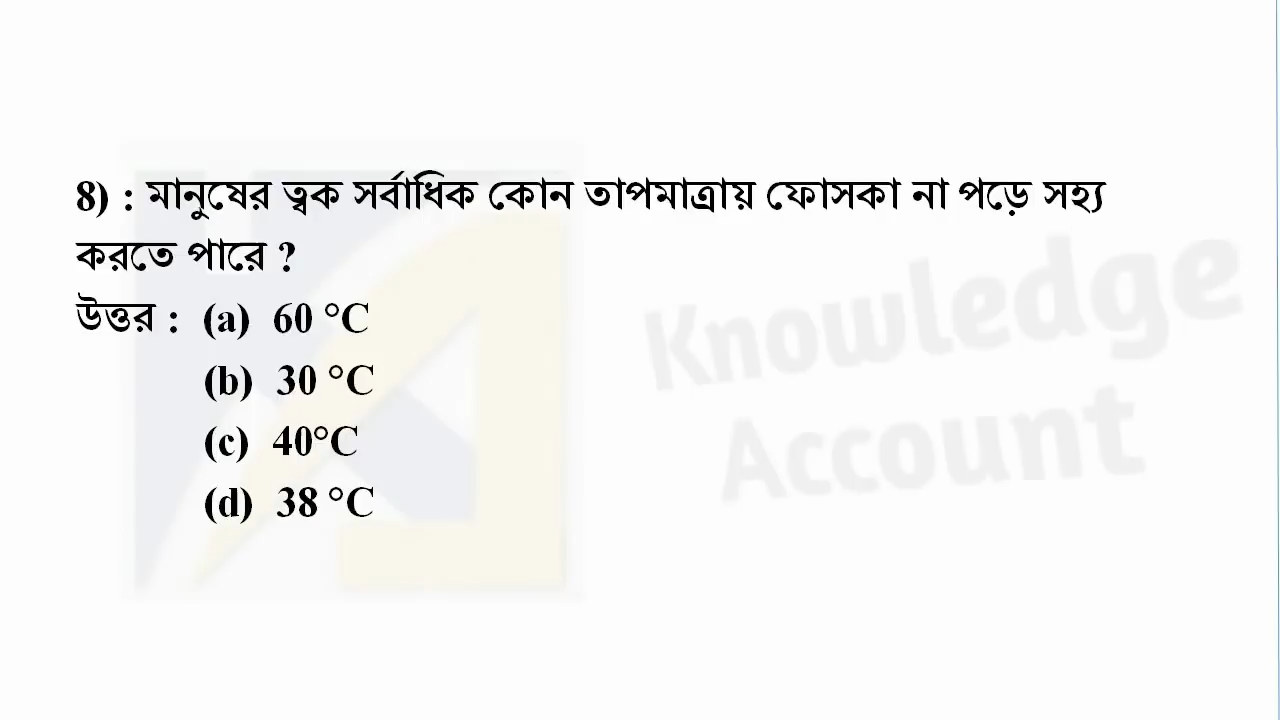 8) : মানুষের ত্বক সর্বাধিক কোন তাপমাত্রায় ফোসকা না পড়ে সহ্য
করতে পারে ?
উত্তর : (a) 60 °C
(b) 30 °C
(c) 40°C
(d) 38 °C
Knowledge
Account